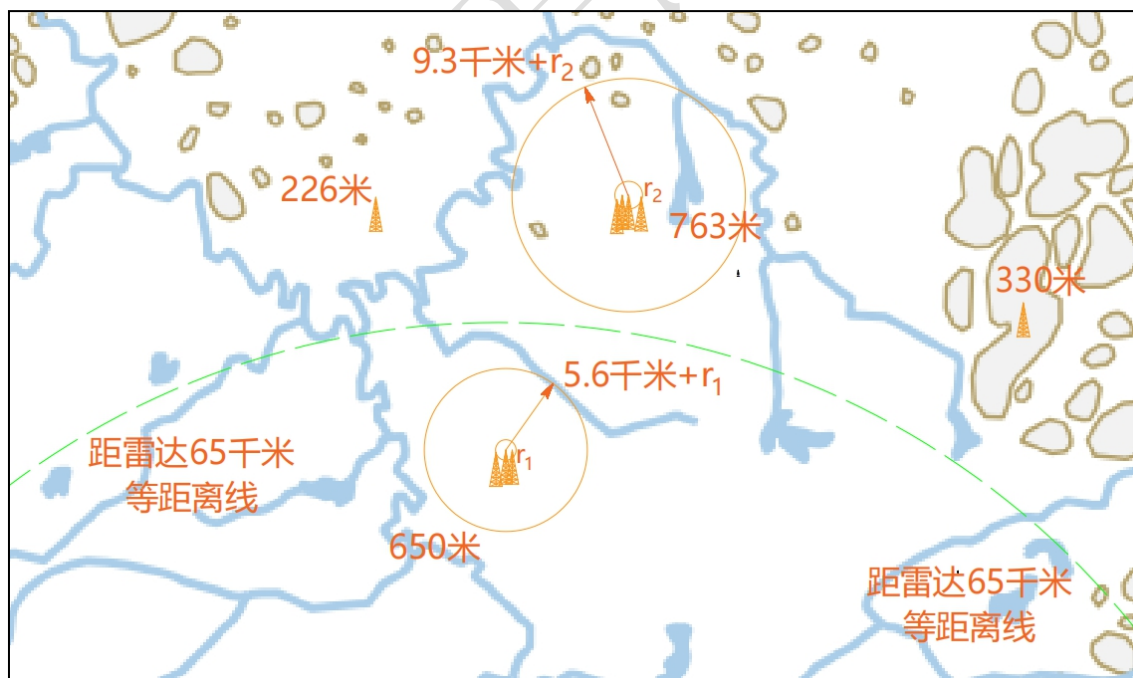 9.3千米+r₂
226米
r₂
763米
330米
5.6千米+r₁
距雷达65千米
等距离线
r₁
650米
距雷达65千米
等距离线